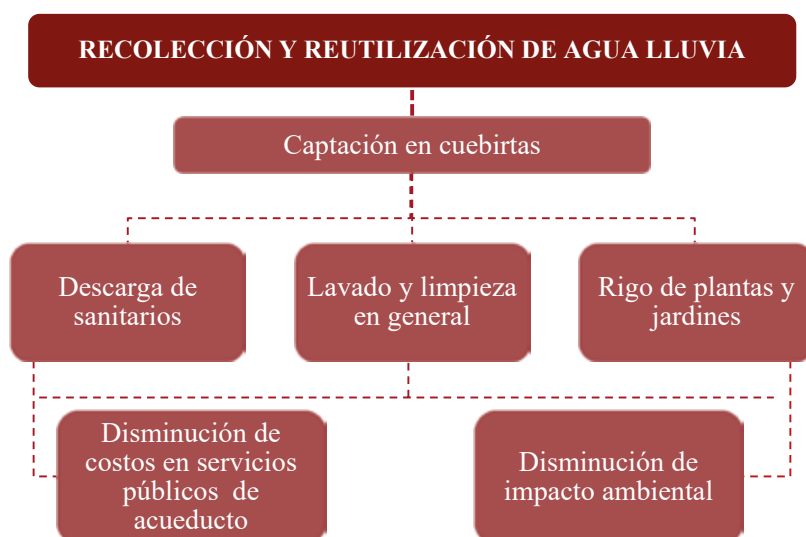 RECOLECCIÓN Y REUTILIZACIÓN DE AGUA LLUVIA
Captación en cuebirtas
Descarga de
sanitarios
Lavado y limpieza
en general
Rigo de plantas y
jardines
Disminución de
costos en servicios
públicos de
acueducto
Disminución de
impacto ambiental